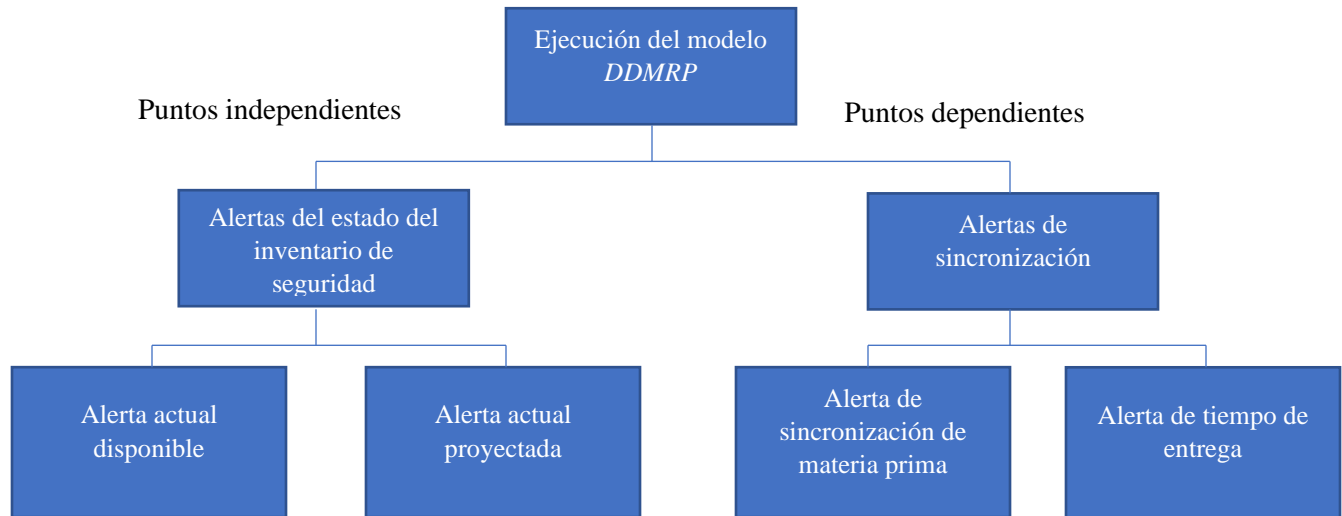 Ejecución del modelo
DDMRP
Puntos independientes
Puntos dependientes
Alertas del estado del
inventario de
seguridad
Alertas de
sincronización
Alerta actual
disponible
Alerta actual
proyectada
Alerta de
sincronización de
materia prima
Alerta de tiempo de
entrega